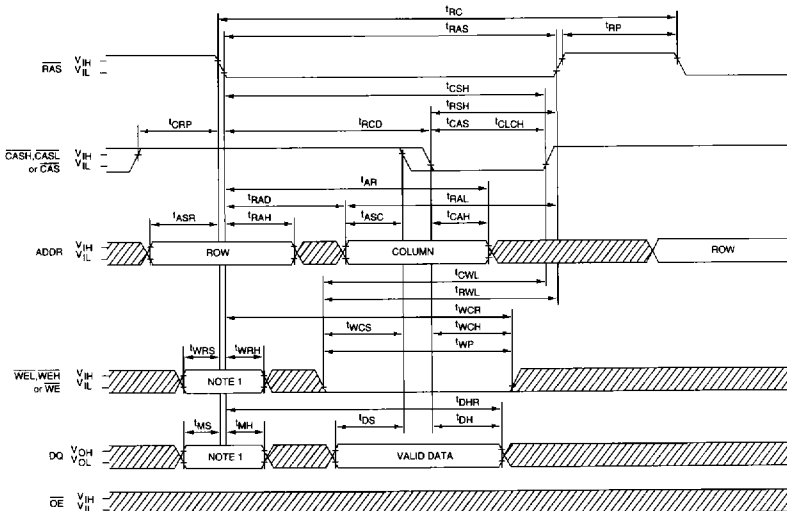 tRC
tRAS
tRP
RAS VIH
VIL
tCSH
tRSH
tCRP tRCD tCAS tCLCH
CASH,CASL VIH
or CAS VIL
tAR
tRAD tRAL
tASR tRAH tASC tCAH
ADDR VIH
VIL
ROW COLUMN ROW
tCWL
tRWL
tWCR
tWCS tWCH
tWRS tWRH tWP
WEL,WEH VIH
or WE VIL
NOTE 1
tDHR
tMS tMH tDS tDH
DQ VOH
VOL
NOTE 1 VALID DATA
OE VIH
VIL